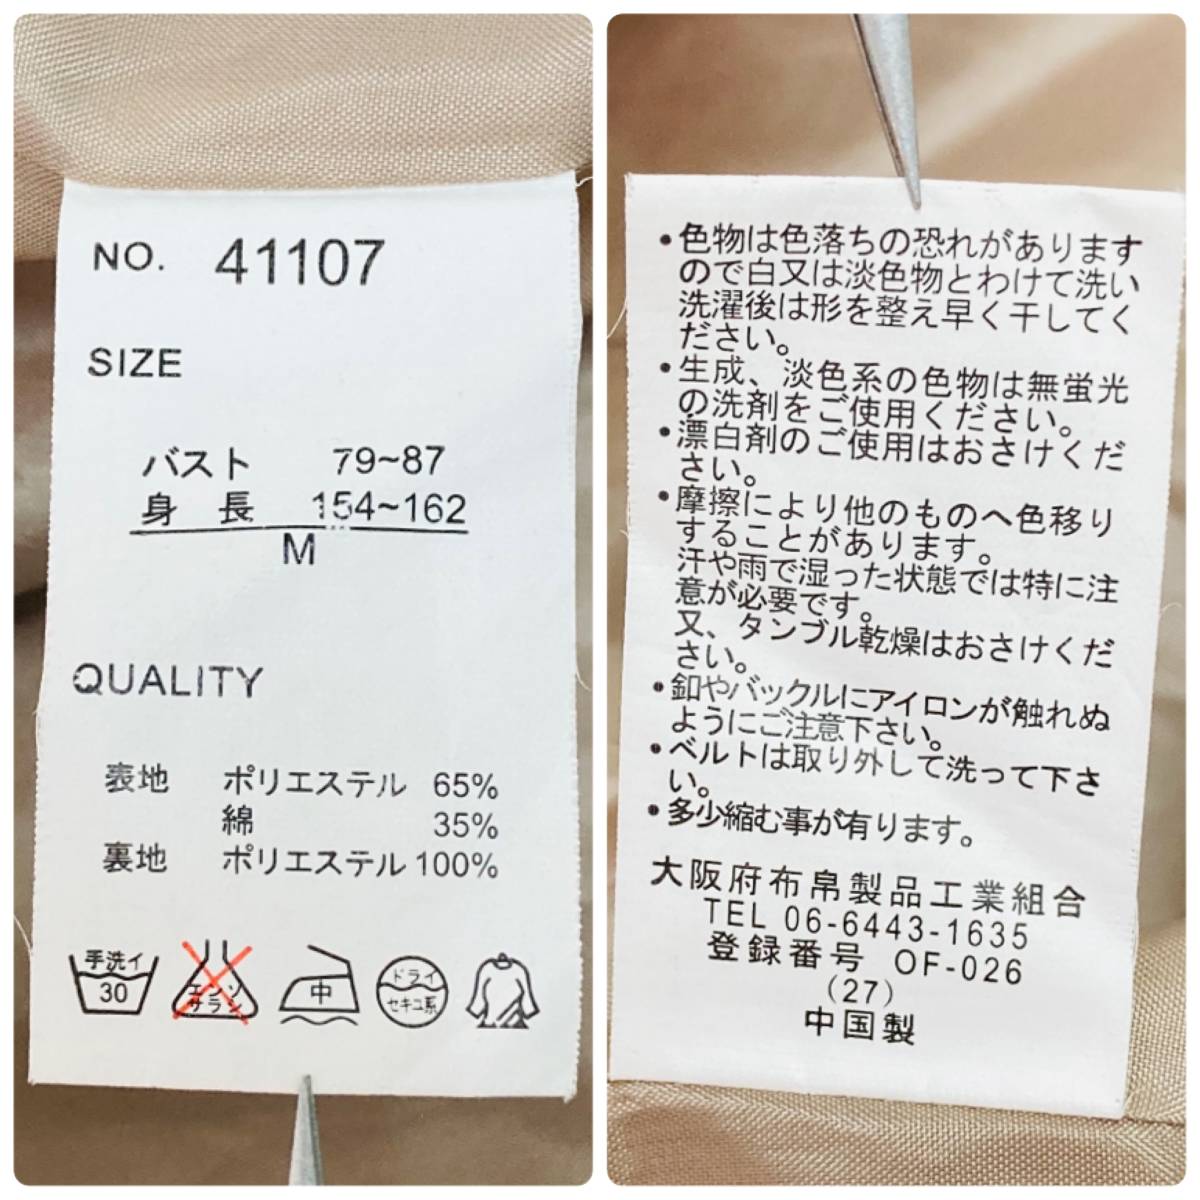 NO. 41107
SIZE
バスト 79~87
身 長 154~162
M
QUALITY
表地 ポリエステル 65%
綿 35%
裏地 ポリエステル 100%
手洗イ
30
エンソ
サラシ
中
ドライ
セキユ系
・色物は色落ちの恐れがあります
ので白又は淡色物とわけて洗い
洗濯後は形を整え早く干してく
ださい。
・生成、淡色系の色物は無蛍光
の洗剤をご使用ください。
・漂白剤のご使用はおさけくだ
さい。
・摩擦により他のものへ色移り
することがあります。
汗や雨で湿った状態では特に注
意が必要です。
又、タンブル乾燥はおさけくだ
さい。
・釦やバックルにアイロンが触れぬ
ようにご注意下さい。
・ベルトは取り外して洗って下さ
い。
・多少縮む事が有ります。
大阪府布帛製品工業組合
TEL 06-6443-1635
登録番号 OF-026
(27)
中国製